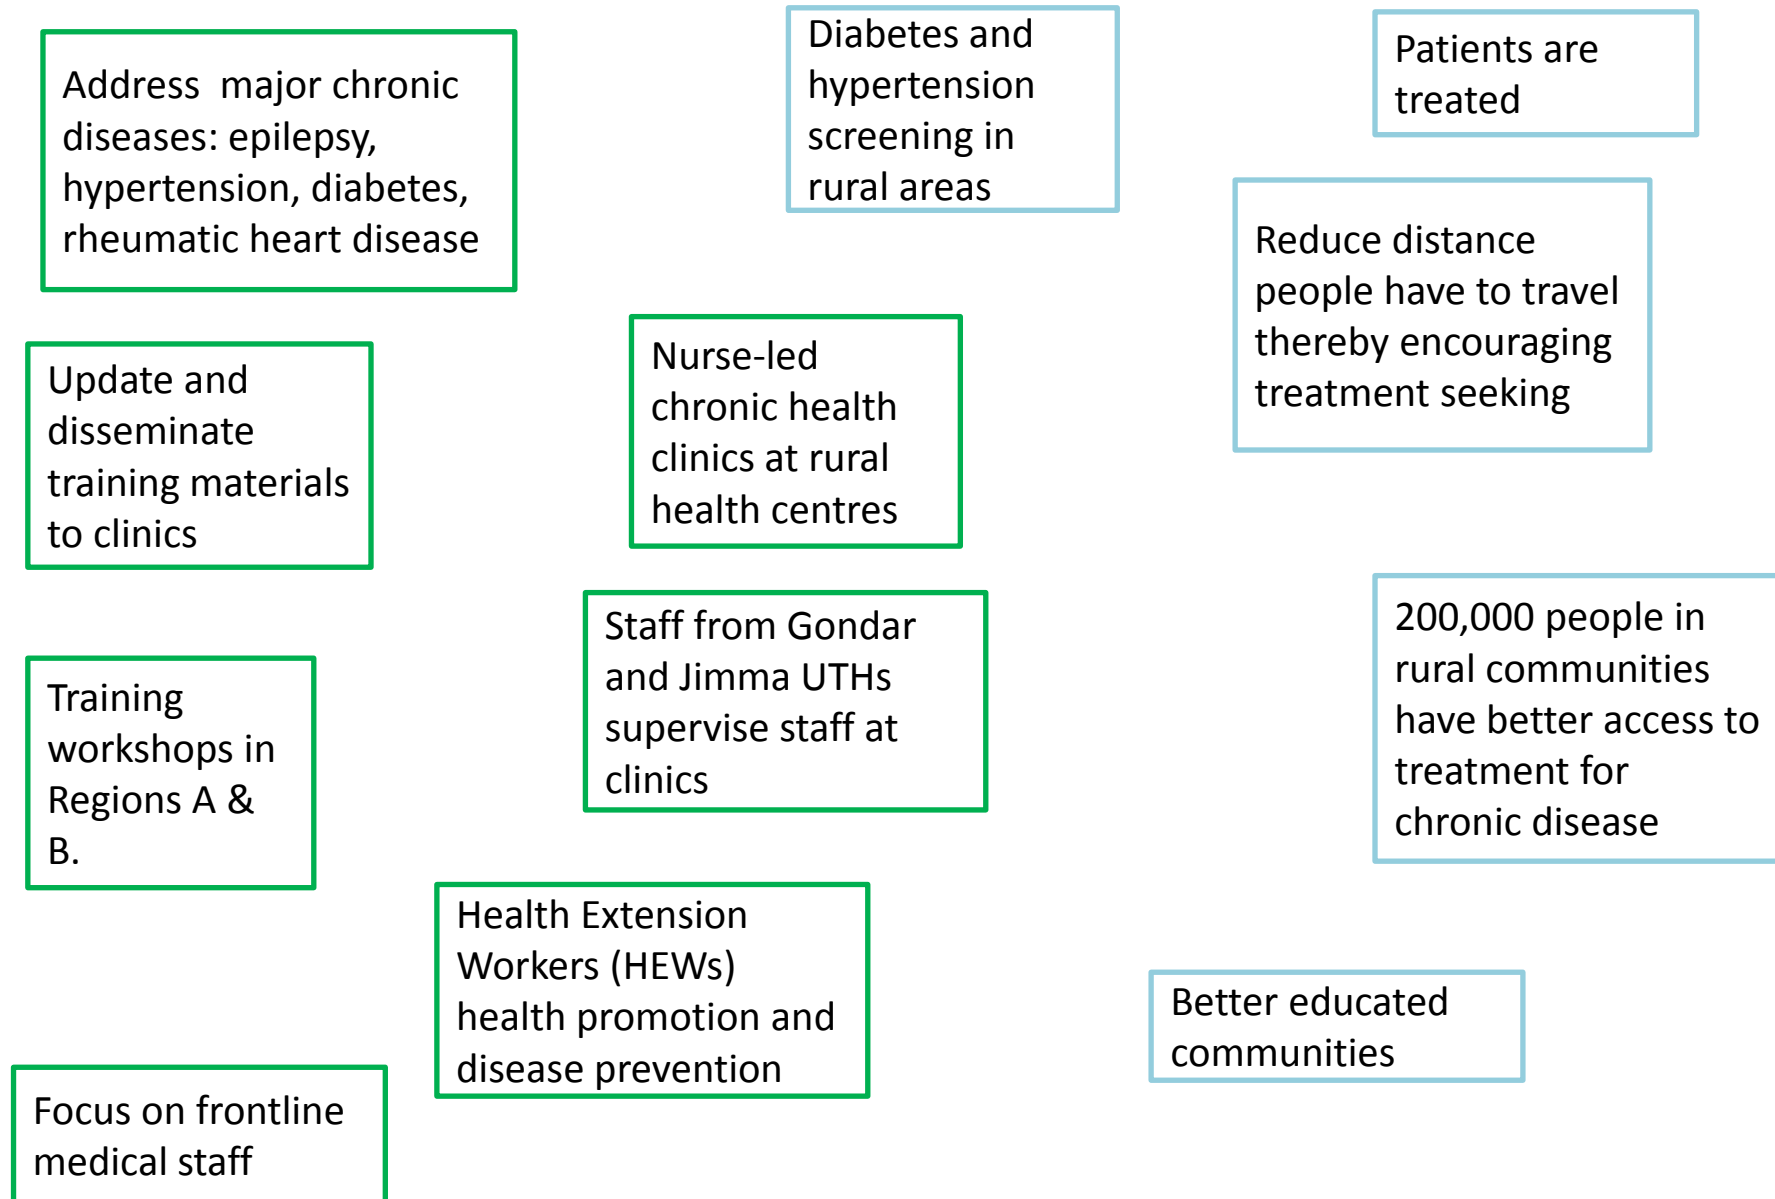 Address  major chronic
diseases: epilepsy,
hypertension, diabetes,
rheumatic heart disease
Update and
disseminate
training materials
to clinics
Training
workshops in
Regions A &
B.
Focus on frontline
medical staff
Diabetes and
hypertension
screening in
rural areas
Nurse-led
chronic health
clinics at rural
health centres
Staff from Gondar
and Jimma UTHs
supervise staff at
clinics
Health Extension
Workers (HEWs)
health promotion and
disease prevention
Patients are
treated
Reduce distance
people have to travel
thereby encouraging
treatment seeking
200,000 people in
rural communities
have better access to
treatment for
chronic disease
Better educated
communities